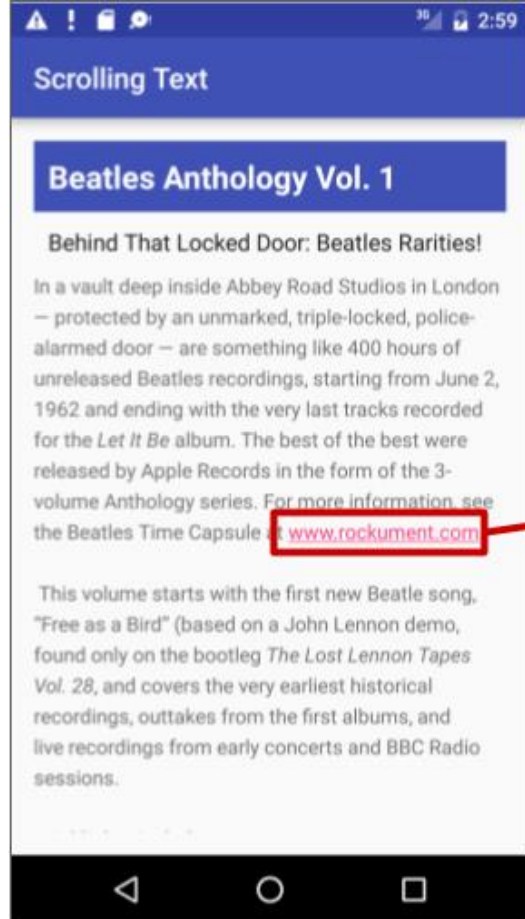 3G 2:59
Scrolling Text
Beatles Anthology Vol. 1
Behind That Locked Door: Beatles Rarities!
In a vault deep inside Abbey Road Studios in London
— protected by an unmarked, triple-locked, police-
alarmed door — are something like 400 hours of
unreleased Beatles recordings, starting from June 2,
1962 and ending with the very last tracks recorded
for the Let It Be album. The best of the best were
released by Apple Records in the form of the 3-
volume Anthology series. For more information, see
the Beatles Time Capsule at www.rockument.com
This volume starts with the first new Beatle song,
"Free as a Bird" (based on a John Lennon demo,
found only on the bootleg The Lost Lennon Tapes
Vol. 28, and covers the very earliest historical
recordings, outtakes from the first albums, and
live recordings from early concerts and BBC Radio
sessions.